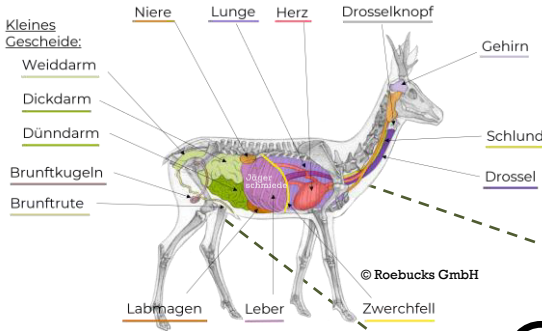 Niere
Lunge
Herz
Drosselknopf
Kleines
Gescheide:
Gehirn
Weiddarm
Dickdarm
Dünndarm
Schlund
Brunftkugeln
Drossel
Brunftrute
Jäger
schmiede
© Roebucks GmbH
Labmagen
Leber
Zwerchfell